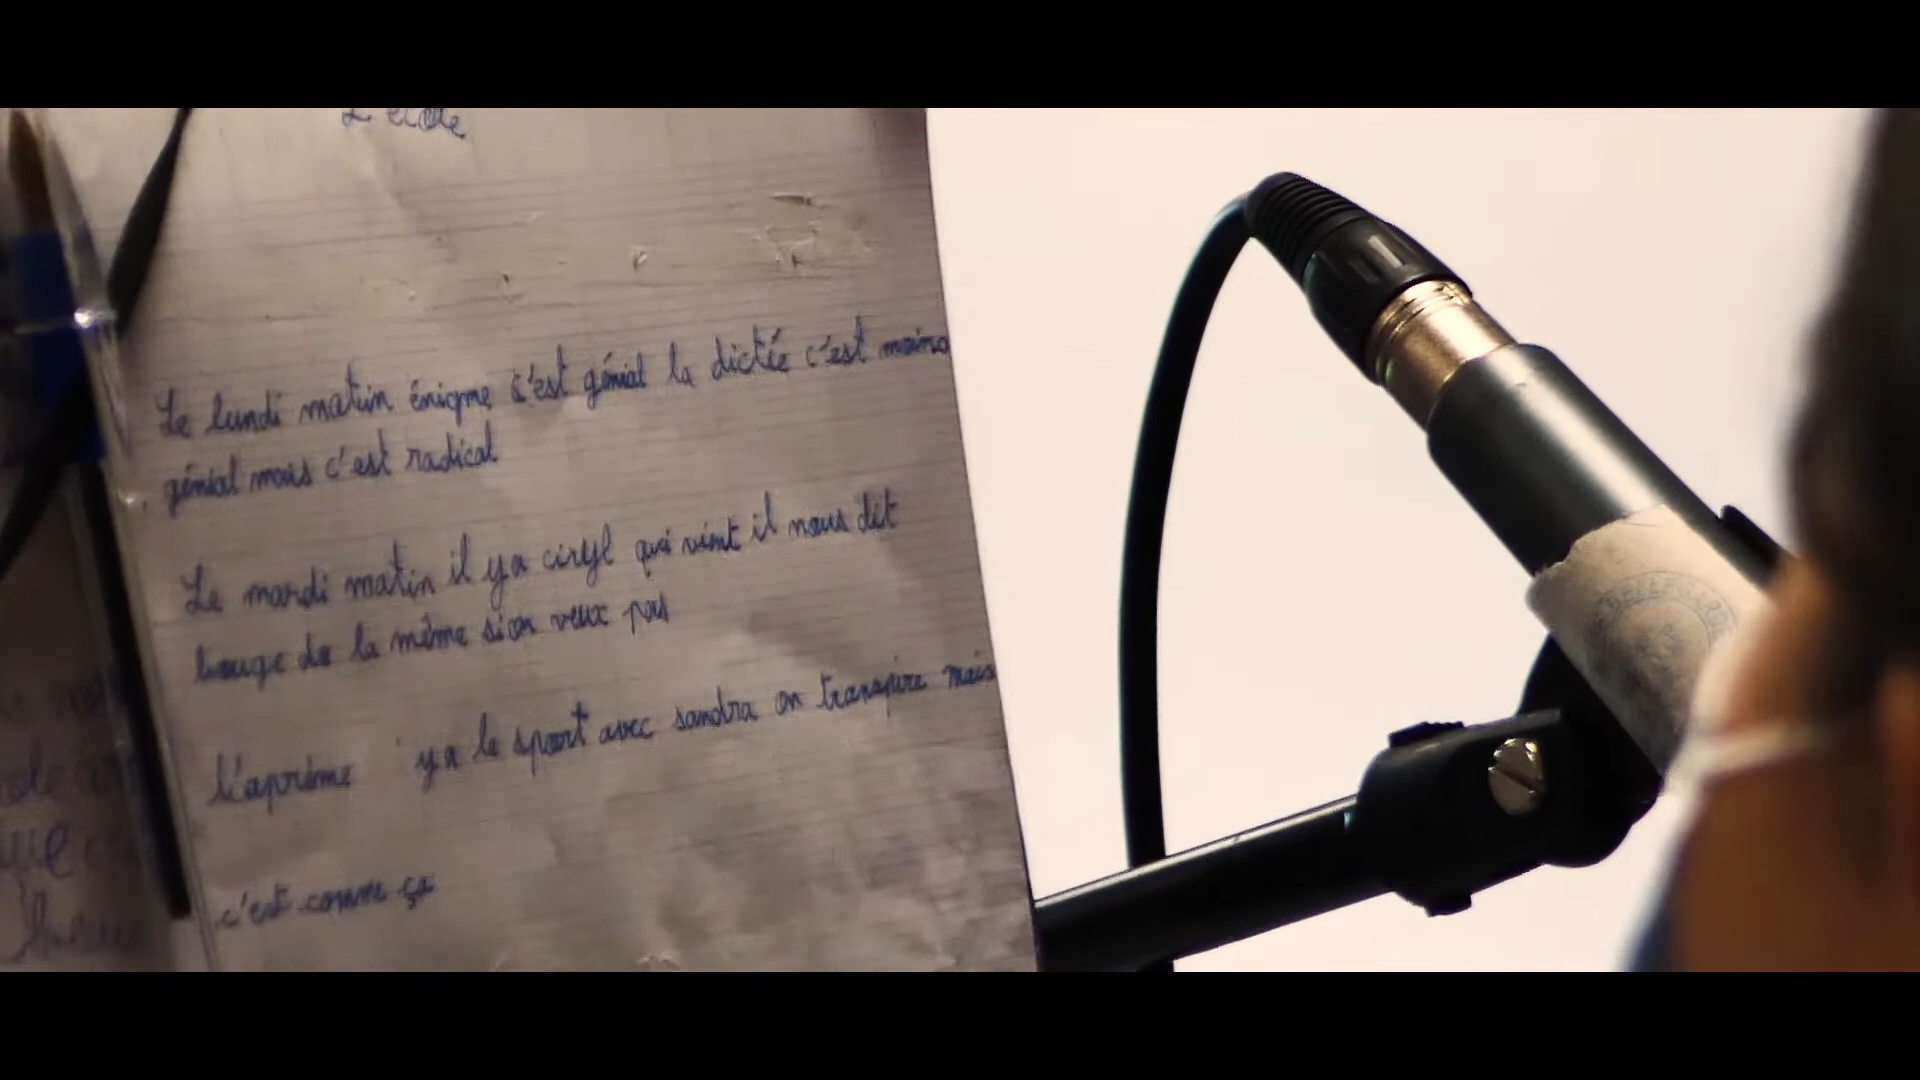 L'école
Le lundi matin énigme c'est génial la dictée c'est moins
génial mais c'est radical
Le mardi matin il ya ciryl qui vient il nous dit
bouge de la même si on veux pas
l'aprème ya le sport avec sandra on transpire mais
c'est comme ça